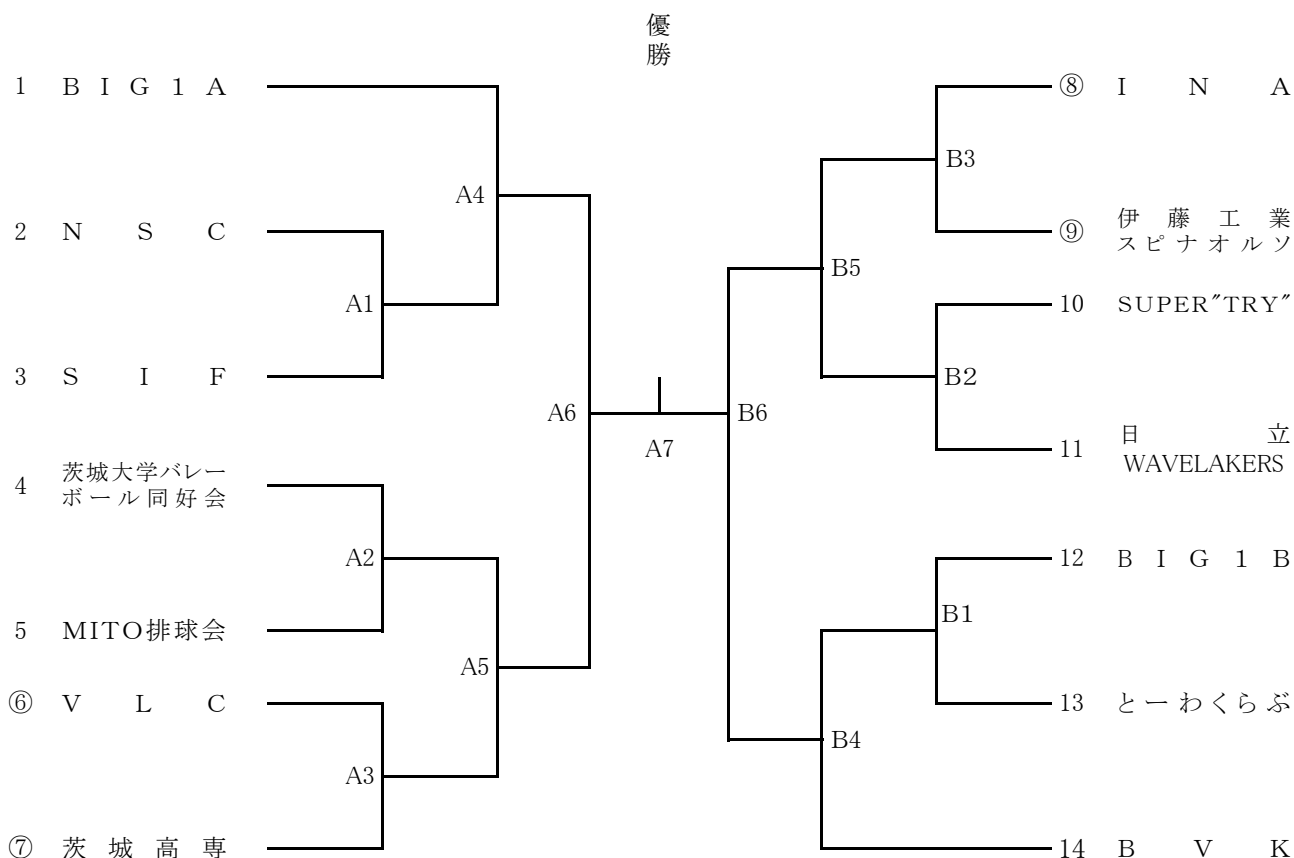 優勝
1 BIG1A
2 NSC
3 SIF
4 茨城大学バレー
ボール同好会
5 MITO排球会
⑥ VLC
⑦ 茨城高専
A1
A2
A3
A4
A5
A6
A7
B6
B5
B4
B3
B2
B1
⑧ INA
⑨ 伊藤工業
スピナオルソ
10 SUPER"TRY"
11 日立
WAVELAKERS
12 BIG1B
13 とーわくらぶ
14 BVK